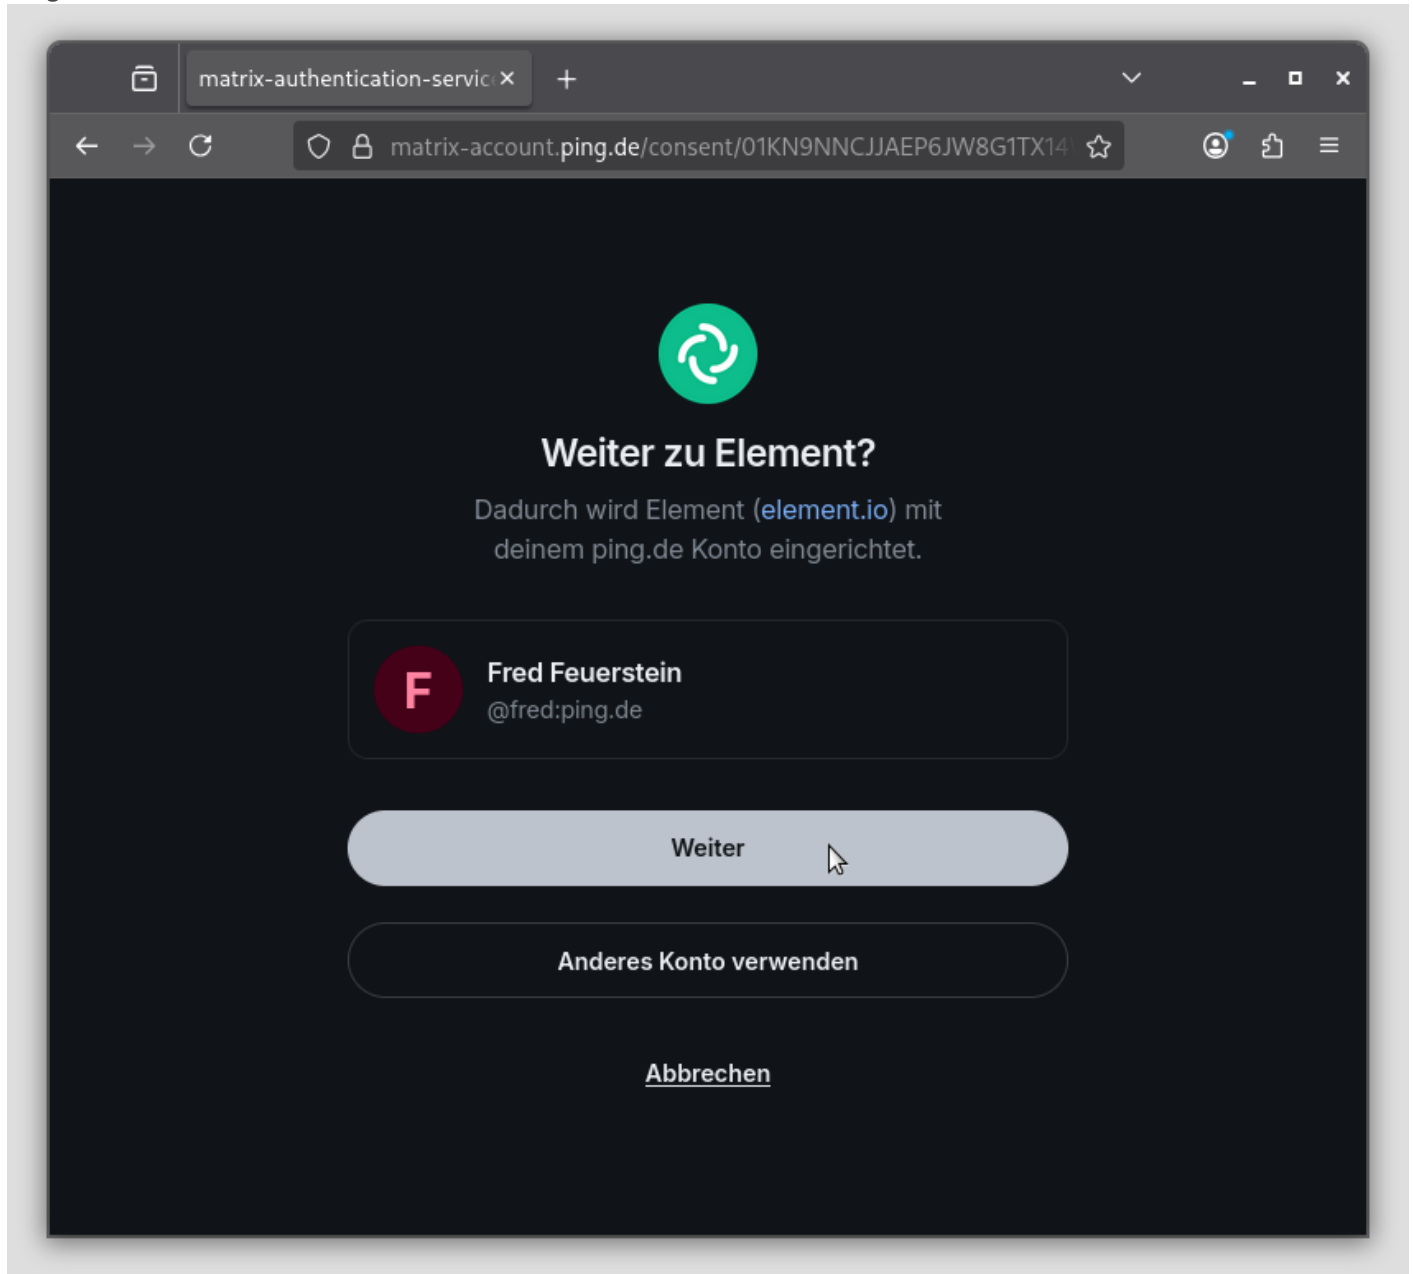 matrix-authentication-servic
matrix-account.ping.de/consent/01KN9NNCJJAEP6JW8G1TX14
Weiter zu Element?
Dadurch wird Element (element.io) mit
deinem ping.de Konto eingerichtet.
F
Fred Feuerstein
@fred:ping.de
Weiter
Anderes Konto verwenden
Abbrechen